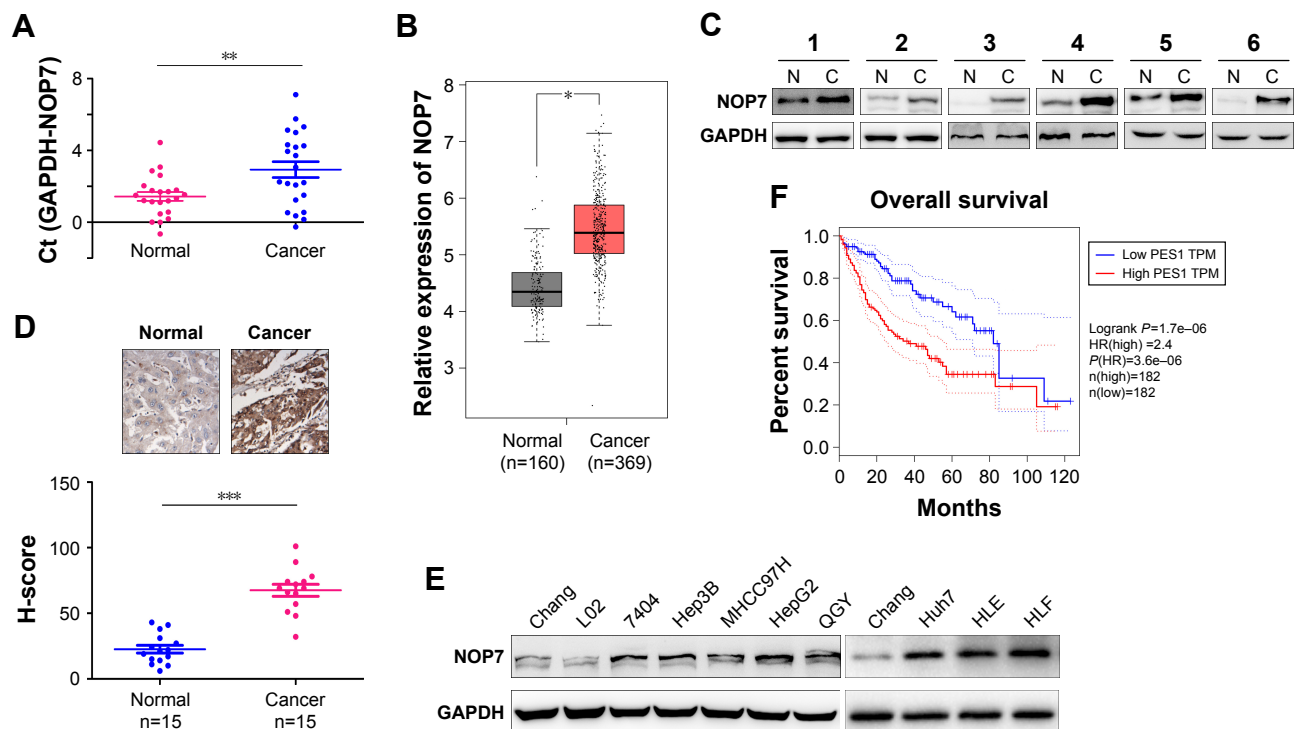 A
**
Ct (GAPDH-NOP7)
8
4
0
Normal
Cancer
B
*
Relative expression of NOP7
8
7
6
5
4
3
Normal
(n=160)
Cancer
(n=369)
C
1 2 3 4 5 6
N C N C N C N C N C N C
NOP7
GAPDH
D
Normal Cancer
***
H-score
150
100
50
0
Normal
n=15
Cancer
n=15
E
Chang L02 7404 Hep3B MHCC97H HepG2 QGY Chang Huh7 HLE HLF
NOP7
GAPDH
F
Overall survival
Percent survival
1.0
0.8
0.6
0.4
0.2
0.0
0 20 40 60 80 100 120
Months
Low PES1 TPM
High PES1 TPM
Logrank P=1.7e–06
HR(high) =2.4
P(HR)=3.6e–06
n(high)=182
n(low)=182